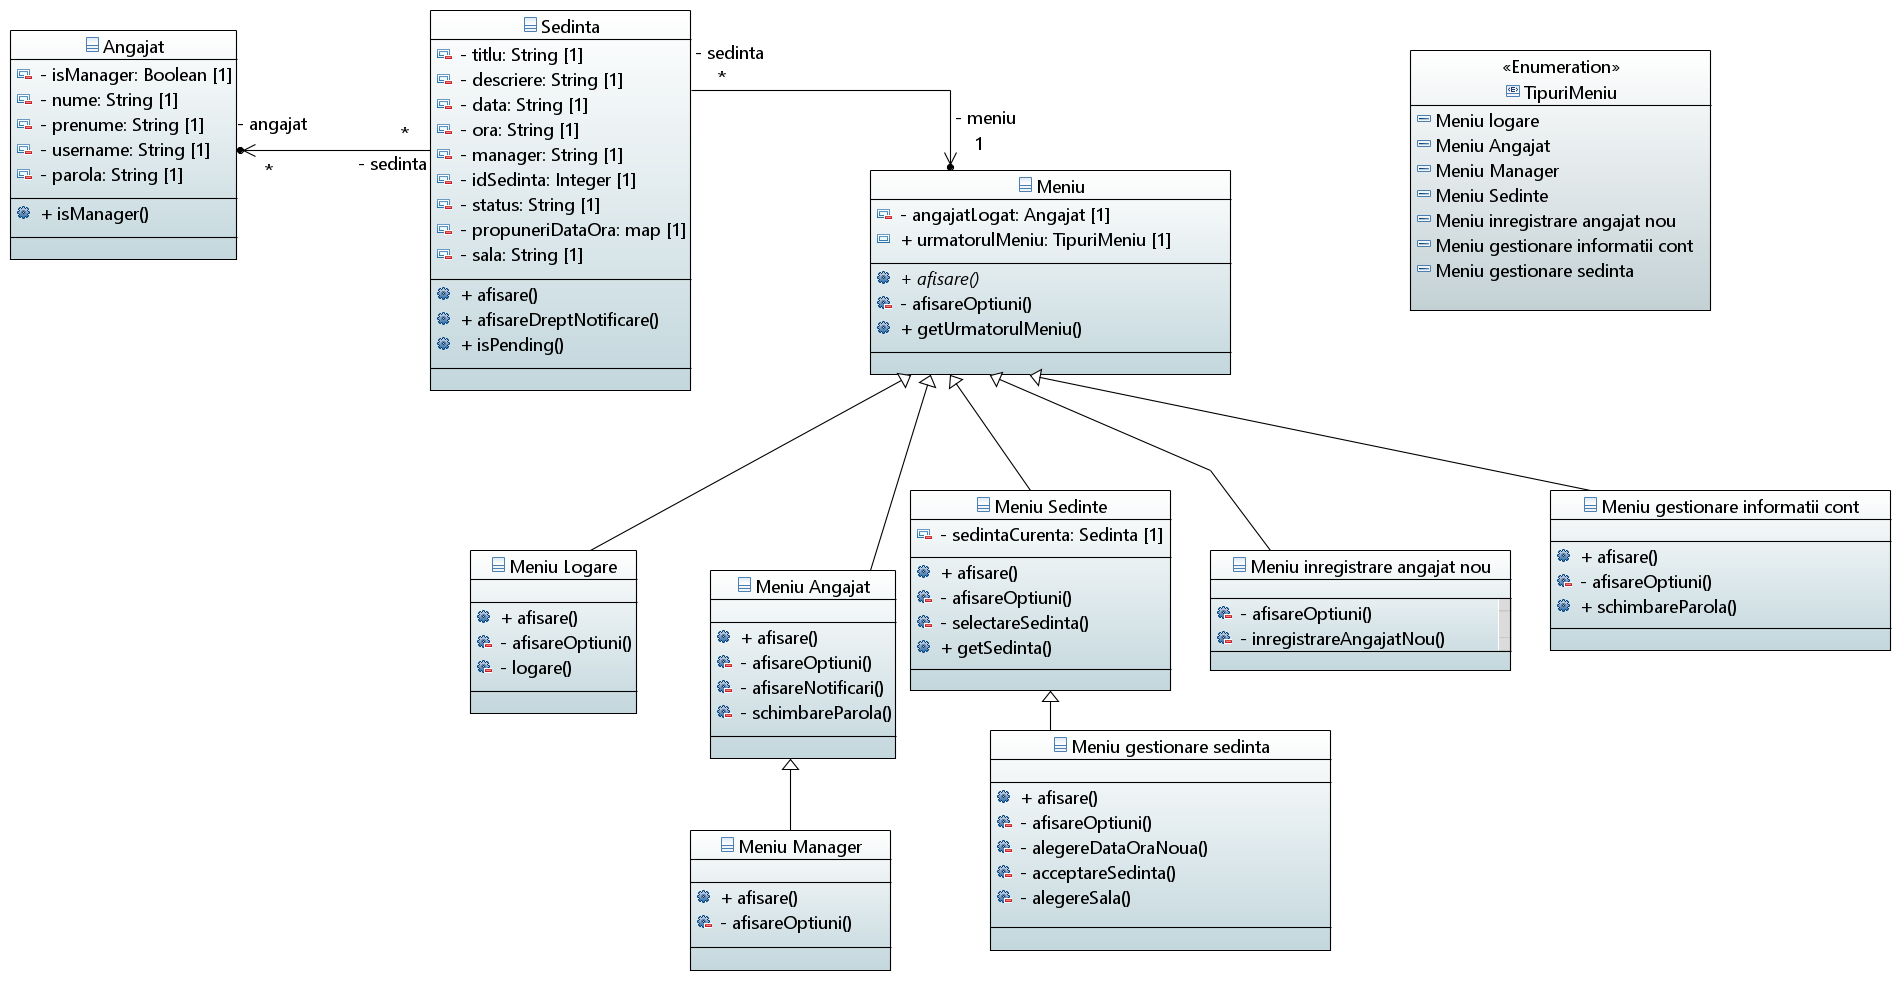 Angajat
- isManager: Boolean [1]
- nume: String [1]
- prenume: String [1]
- username: String [1]
- parola: String [1]
+ isManager()
- angajat
*
*
- sedinta
Sedinta
- titlu: String [1]
- descriere: String [1]
- data: String [1]
- ora: String [1]
- manager: String [1]
- idSedinta: Integer [1]
- status: String [1]
- propuneriDataOra: map [1]
- sala: String [1]
+ afisare()
+ afisareDreptNotificare()
+ isPending()
- sedinta
*
- meniu
1
Meniu
- angajatLogat: Angajat [1]
+ urmatorulMeniu: TipuriMeniu [1]
+ afisare()
- afisareOptiuni()
+ getUrmatorulMeniu()
«Enumeration»
TipuriMeniu
Meniu logare
Meniu Angajat
Meniu Manager
Meniu Sedinte
Meniu inregistrare angajat nou
Meniu gestionare informatii cont
Meniu gestionare sedinta
Meniu Logare
+ afisare()
- afisareOptiuni()
- logare()
Meniu Angajat
+ afisare()
- afisareOptiuni()
- afisareNotificari()
- schimbareParola()
Meniu Sedinte
- sedintaCurenta: Sedinta [1]
+ afisare()
- afisareOptiuni()
- selectareSedinta()
+ getSedinta()
Meniu inregistrare angajat nou
- afisareOptiuni()
- inregistrareAngajatNou()
Meniu gestionare informatii cont
+ afisare()
- afisareOptiuni()
+ schimbareParola()
Meniu Manager
+ afisare()
- afisareOptiuni()
Meniu gestionare sedinta
+ afisare()
- afisareOptiuni()
- alegereDataOraNoua()
- acceptareSedinta()
- alegereSala()